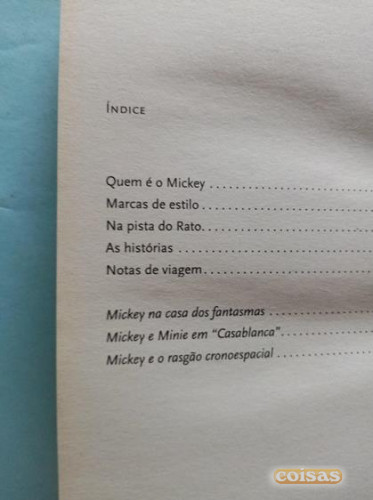 ÍNDICE
Quem é o Mickey ....................
Marcas de estilo ....................
Na pista do Rato....................
As histórias ....................
Notas de viagem....................
Mickey na casa dos fantasmas ............
Mickey e Minie em "Casablanca"............
Mickey e o rasgão cronoespacial ............
coisas